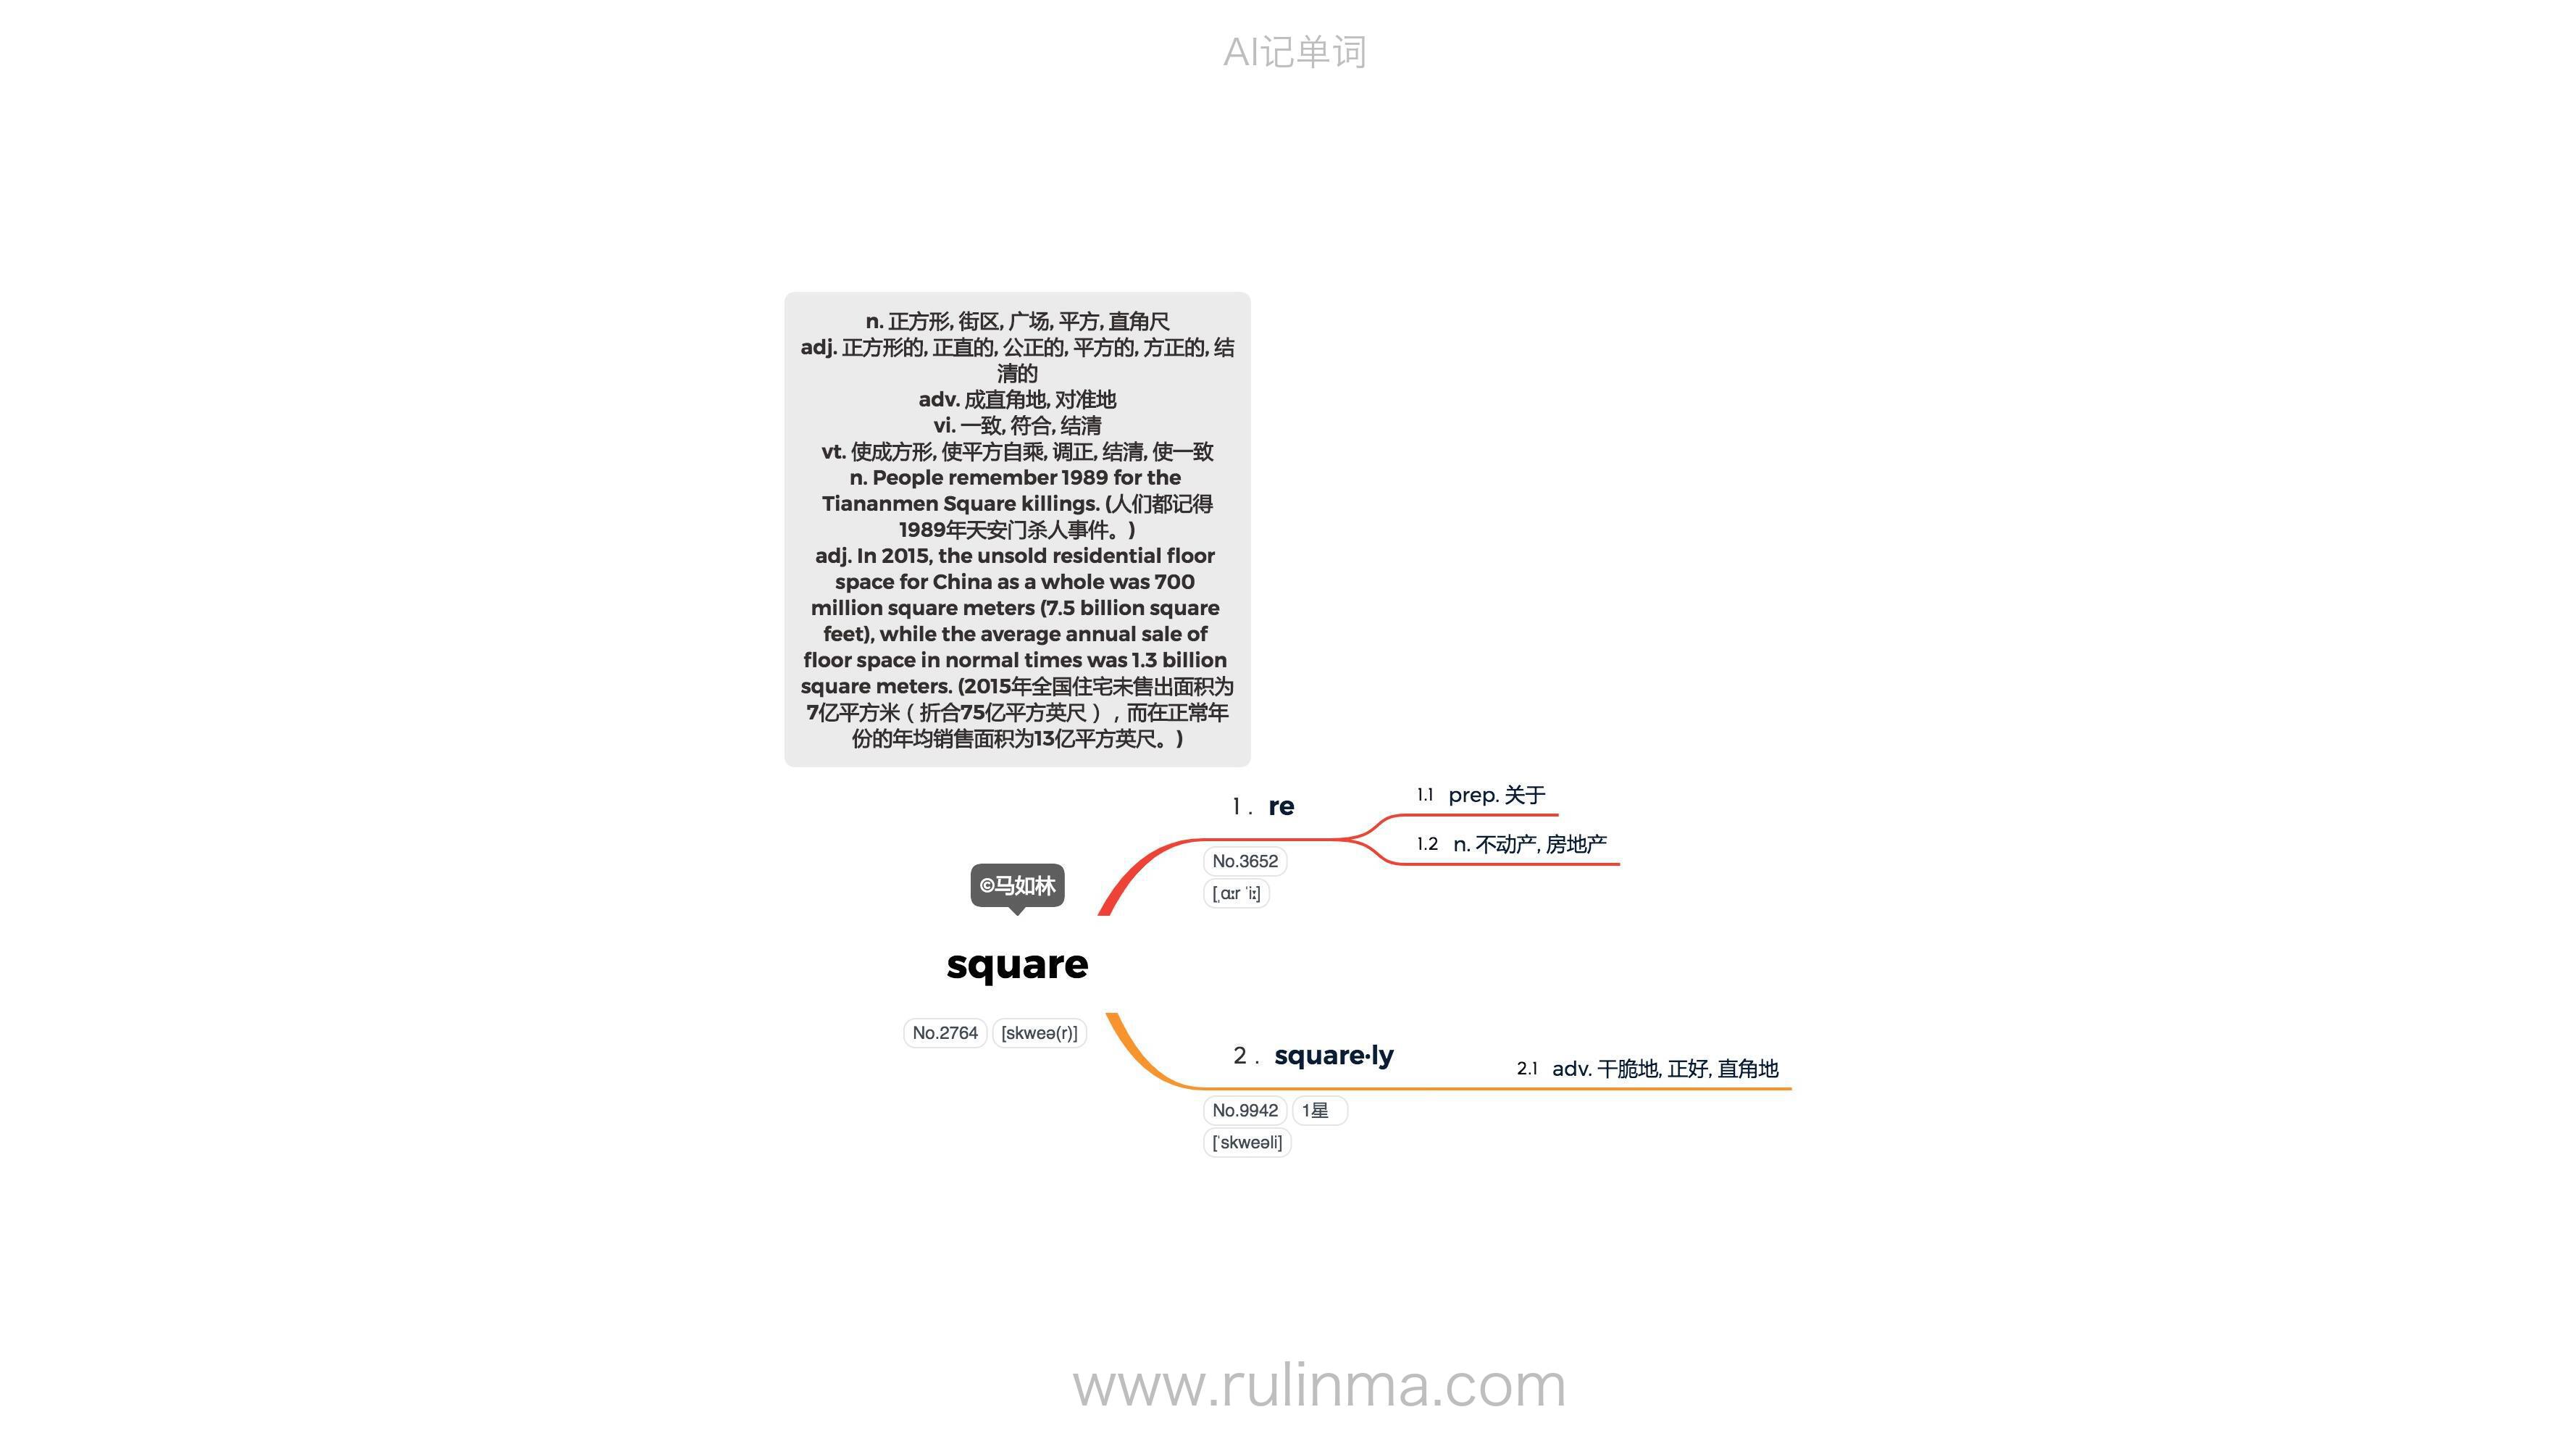 AI记单词
n. 正方形, 街区, 广场, 平方, 直角尺
adj. 正方形的, 正直的, 公正的, 平方的, 方正的, 结
清的
adv. 成直角地, 对准地
vi. 一致, 符合, 结清
vt. 使成方形, 使平方自乘, 调正, 结清, 使一致
n. People remember 1989 for the
Tiananmen Square killings. (人们都记得
1989年天安门杀人事件。)
adj. In 2015, the unsold residential floor
space for China as a whole was 700
million square meters (7.5 billion square
feet), while the average annual sale of
floor space in normal times was 1.3 billion
square meters. (2015年全国住宅未售出面积为
7亿平方米（折合75亿平方英尺），而在正常年
份的年均销售面积为13亿平方英尺。)
1. re
No.3652
[ˌɑːr ˈiː]
1.1 prep. 关于
1.2 n. 不动产, 房地产
©马如林
square
No.2764 [skweə(r)]
2. square·ly
No.9942 1星
[ˈskweəli]
2.1 adv. 干脆地, 正好, 直角地
www.rulinma.com